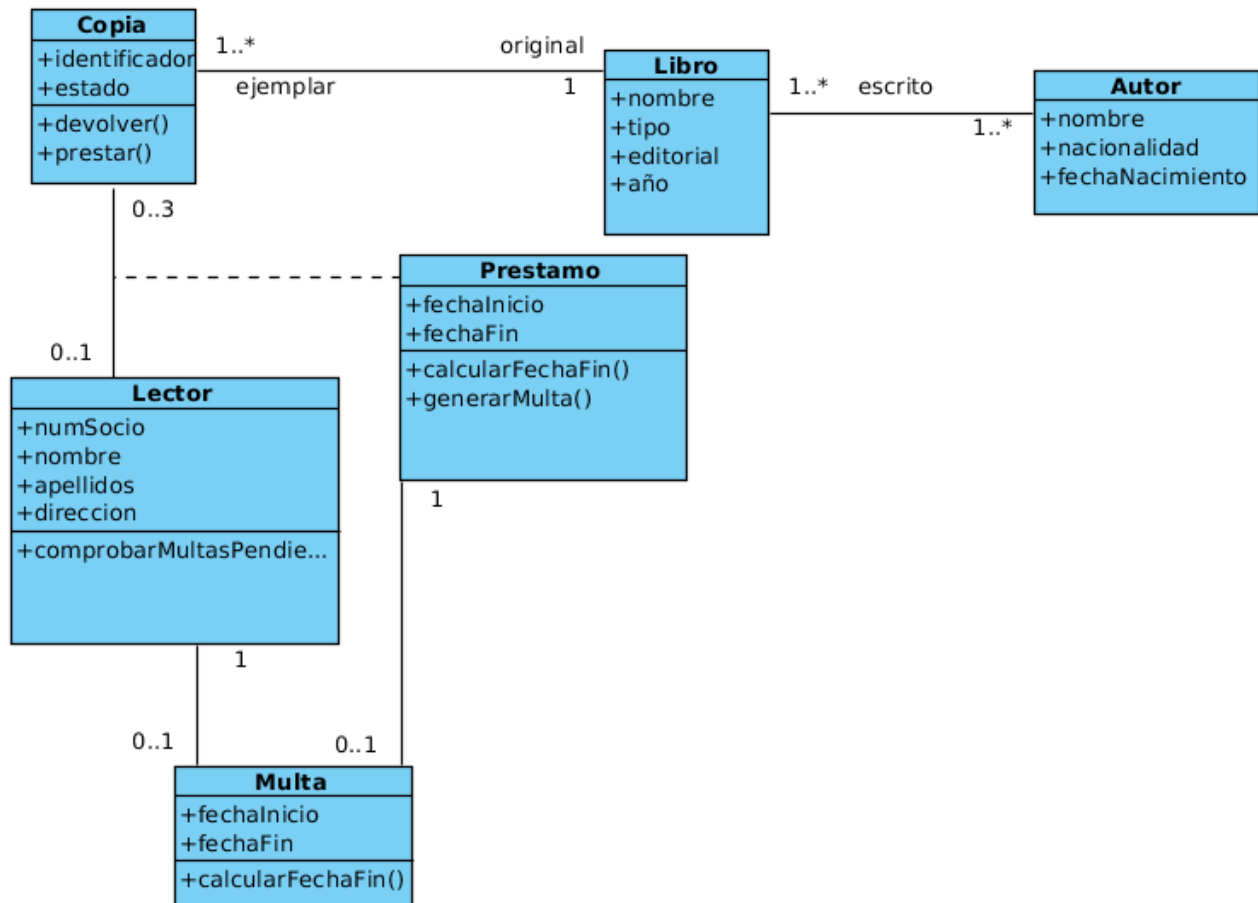 Copia
+identificador
+estado
+devolver()
+prestar()
1..*
ejemplar
original
1
Libro
+nombre
+tipo
+editorial
+año
1..*
escrito
1..*
Autor
+nombre
+nacionalidad
+fechaNacimiento
0..3
0..1
Prestamo
+fechaInicio
+fechaFin
+calcularFechaFin()
+generarMulta()
Lector
+numSocio
+nombre
+apellidos
+direccion
+comprobarMultasPendie...
1
1
0..1
0..1
Multa
+fechaInicio
+fechaFin
+calcularFechaFin()